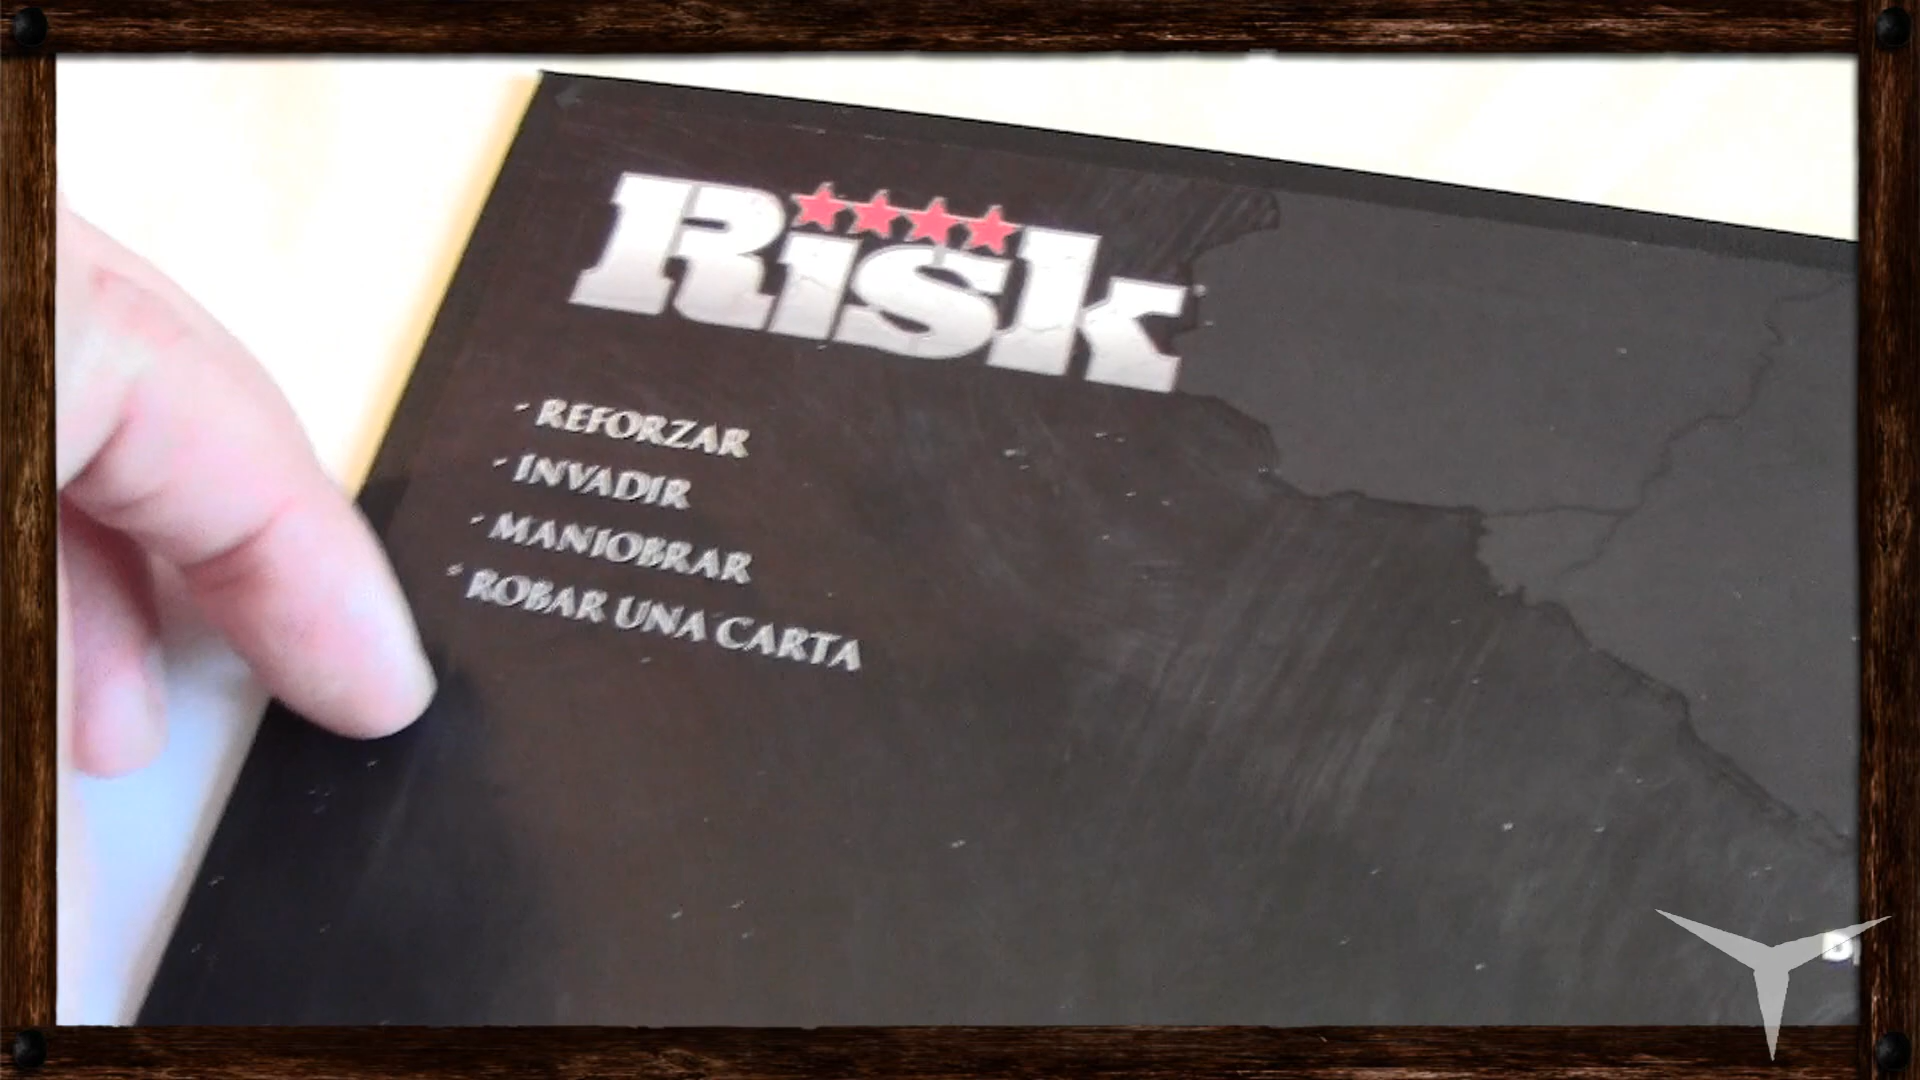 Risk
- REFORZAR
- INVADIR
- MANIOBRAR
- ROBAR UNA CARTA